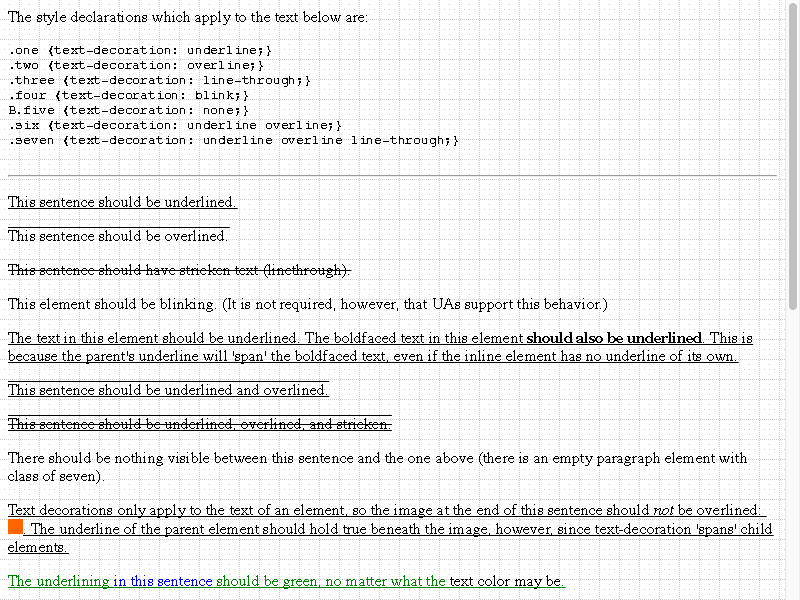 The style declarations which apply to the text below are:
.one {text-decoration: underline;}
.two {text-decoration: overline;}
.three {text-decoration: line-through;}
.four {text-decoration: blink;}
B.five {text-decoration: none;}
.six {text-decoration: underline overline;}
.seven {text-decoration: underline overline line-through;}
This sentence should be underlined.
This sentence should be overlined.
This sentence should have stricken text (linethrough).
This element should be blinking. (It is not required, however, that UAs support this behavior.)
The text in this element should be underlined. The boldfaced text in this element should also be underlined. This is
because the parent's underline will 'span' the boldfaced text, even if the inline element has no underline of its own.
This sentence should be underlined and overlined.
This sentence should be underlined, overlined, and stricken.
There should be nothing visible between this sentence and the one above (there is an empty paragraph element with
class of seven).
Text decorations only apply to the text of an element, so the image at the end of this sentence should not be overlined:
. The underline of the parent element should hold true beneath the image, however, since text-decoration 'spans' child
elements.
The underlining in this sentence should be green, no matter what the text color may be.